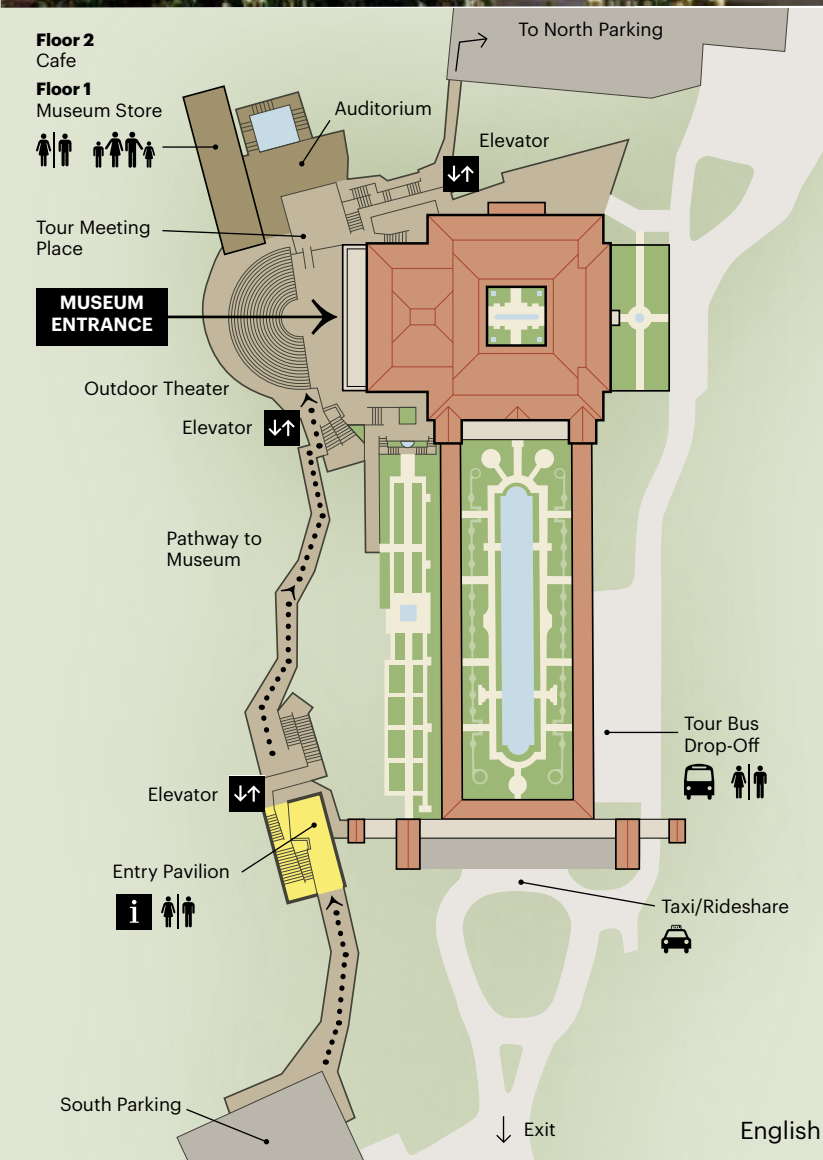 Floor 2
Cafe
Floor 1
Museum Store
To North Parking
Auditorium
Elevator
Tour Meeting
Place
MUSEUM
ENTRANCE
Outdoor Theater
Elevator
Pathway to
Museum
Tour Bus
Drop-Off
Elevator
Entry Pavilion
i
Taxi/Rideshare
South Parking
Exit
English